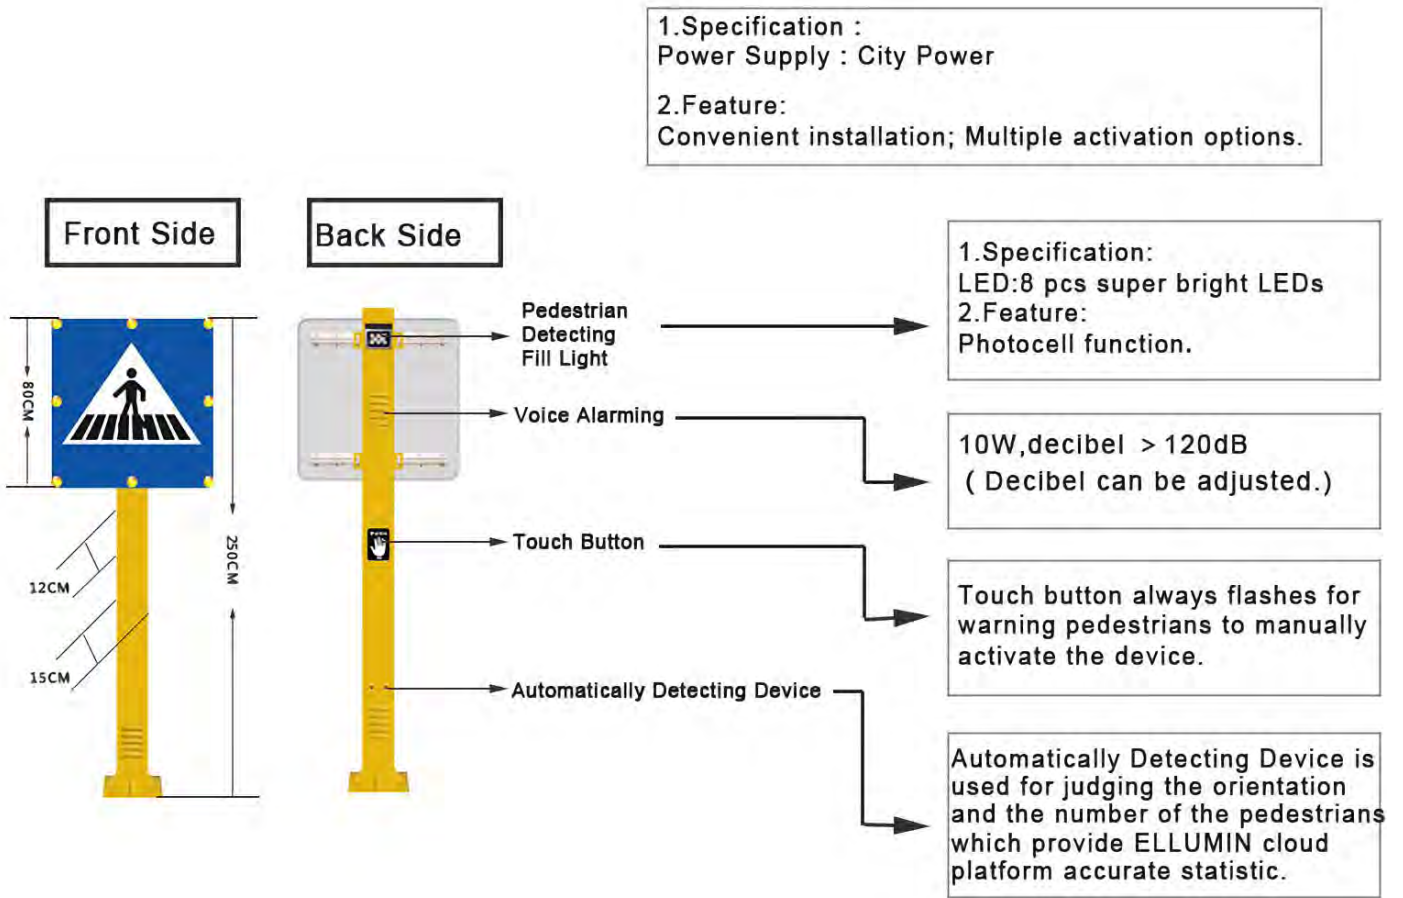 1.Specification :
Power Supply : City Power
2.Feature:
Convenient installation; Multiple activation options.
Front Side
Back Side
Pedestrian
Detecting
Fill Light
1.Specification:
LED:8 pcs super bright LEDs
2.Feature:
Photocell function.
80CM
Voice Alarming
10W,decibel >120dB
( Decibel can be adjusted.)
250CM
12CM
15CM
Touch Button
Touch button always flashes for
warning pedestrians to manually
activate the device.
Automatically Detecting Device
Automatically Detecting Device is
used for judging the orientation
and the number of the pedestrians
which provide ELLUMIN cloud
platform accurate statistic.